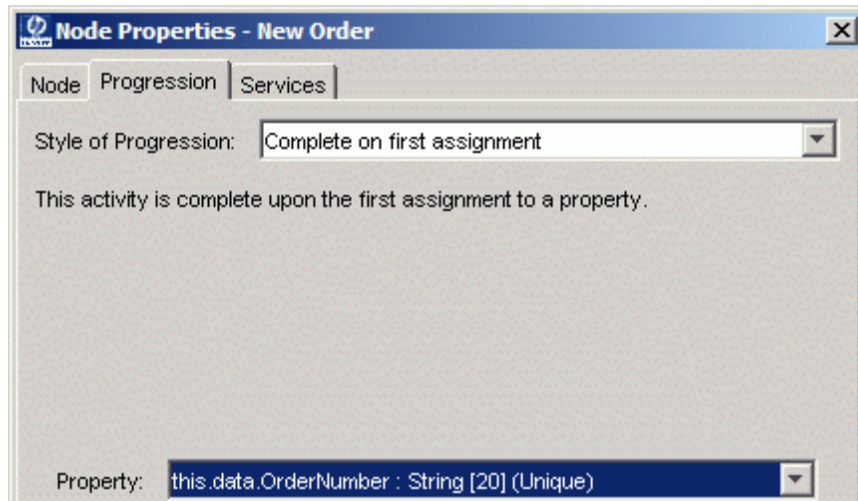 Node Properties - New Order
Node Progression Services
Style of Progression: Complete on first assignment
This activity is complete upon the first assignment to a property.
Property: this.data.OrderNumber : String [20] (Unique)